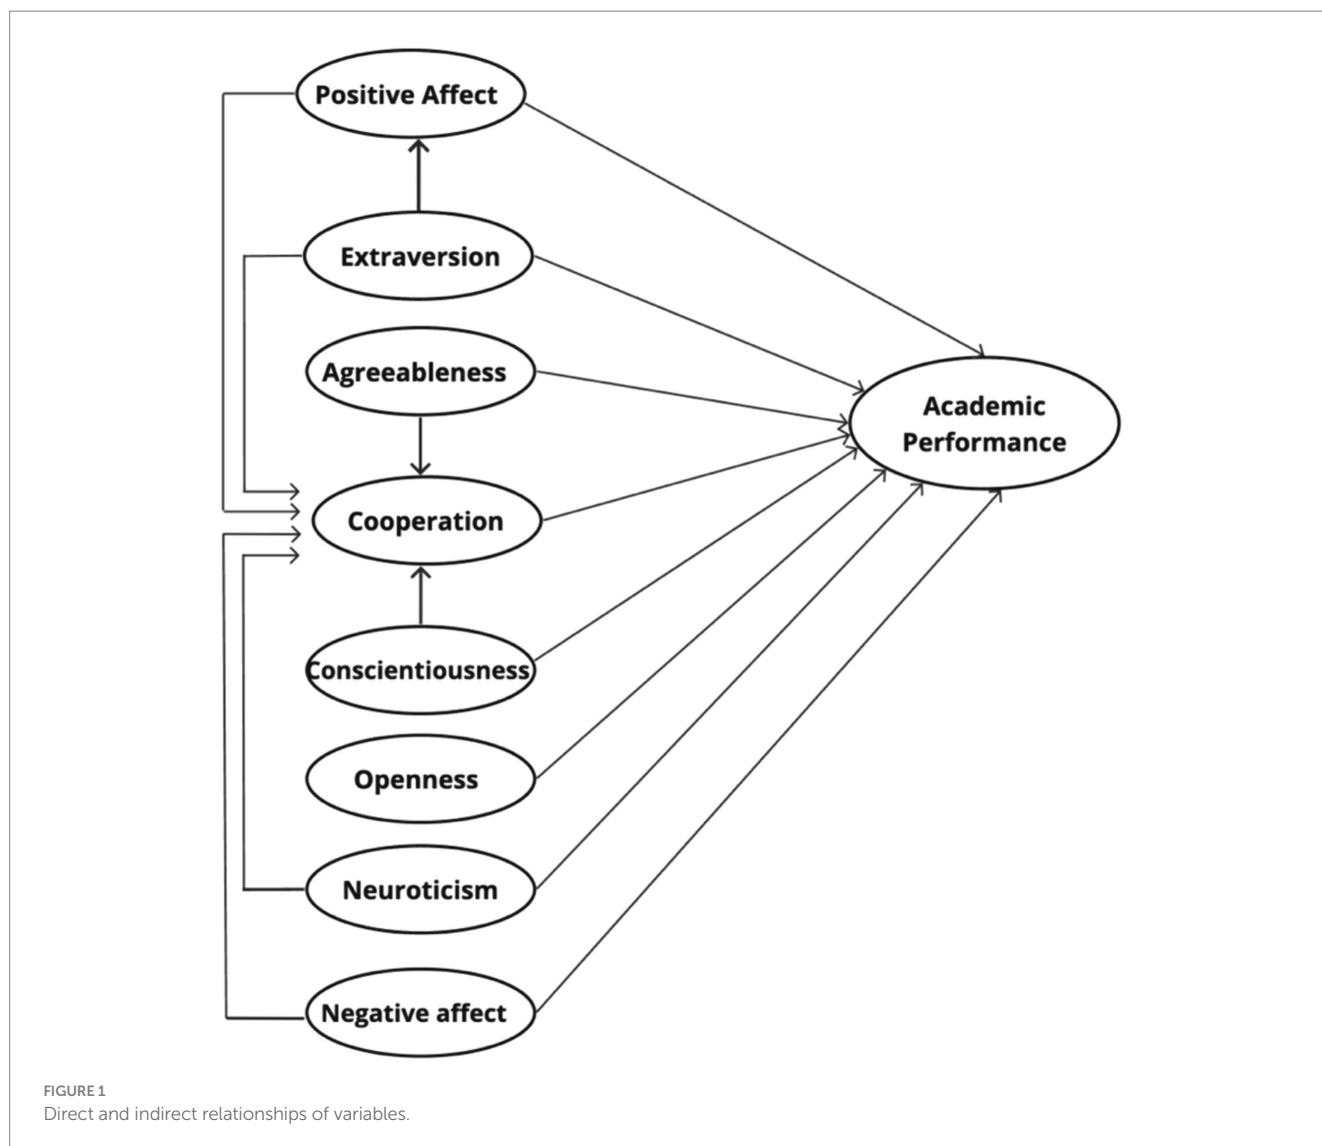 Positive Affect
Extraversion
Agreeableness
Academic
Performance
Cooperation
Conscientiousness
Openness
Neuroticism
Negative affect
FIGURE 1
Direct and indirect relationships of variables.